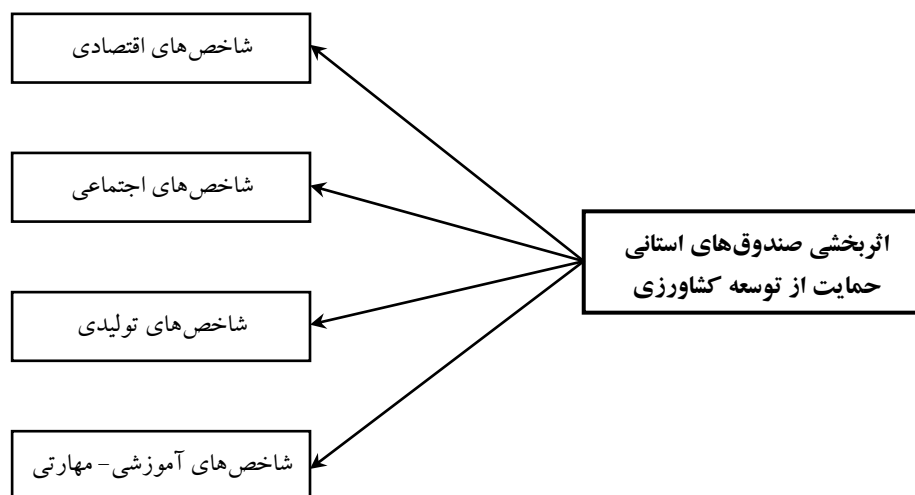 شاخص‌های اقتصادی
شاخص‌های اجتماعی
اثربخشی صندوق‌های استانی
حمایت از توسعه کشاورزی
شاخص‌های تولیدی
شاخص‌های آموزشی- مهارتی